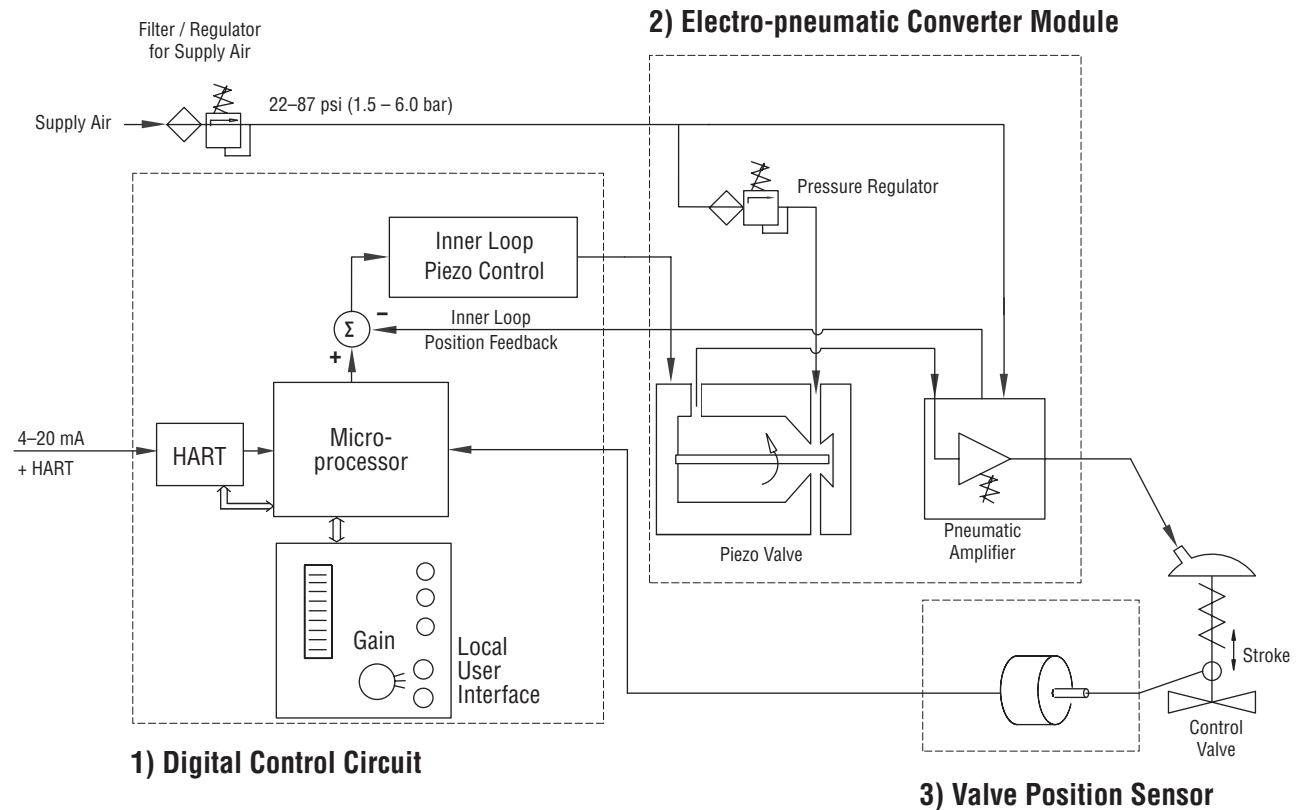 2) Electro-pneumatic Converter Module
Filter / Regulator
for Supply Air
22–87 psi (1.5 – 6.0 bar)
Supply Air
Pressure Regulator
Inner Loop
Piezo Control
–
Σ
+
Inner Loop
Position Feedback
4–20 mA
+ HART
HART
Micro-
processor
Piezo Valve
Pneumatic
Amplifier
Gain
Local
User
Interface
Stroke
Control
Valve
1) Digital Control Circuit
3) Valve Position Sensor